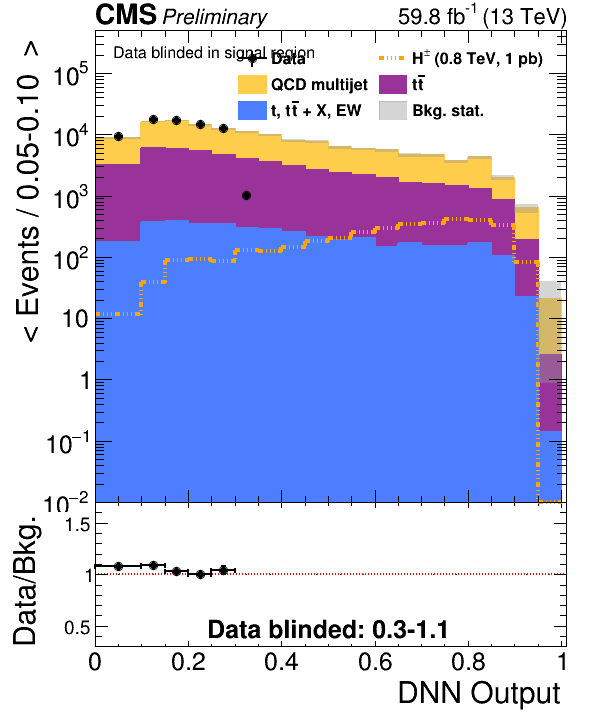 CMS Preliminary 59.8 fb⁻¹ (13 TeV)
Data blinded in signal region
Data
H± (0.8 TeV, 1 pb)
QCD multijet
tt̄
t, tt̄ + X, EW
Bkg. stat.
< Events / 0.05-0.10 >
10⁵
10⁴
10³
10²
10
1
10⁻¹
10⁻²
Data/Bkg.
1.5
1
0.5
Data blinded: 0.3-1.1
0 0.2 0.4 0.6 0.8 1
DNN Output